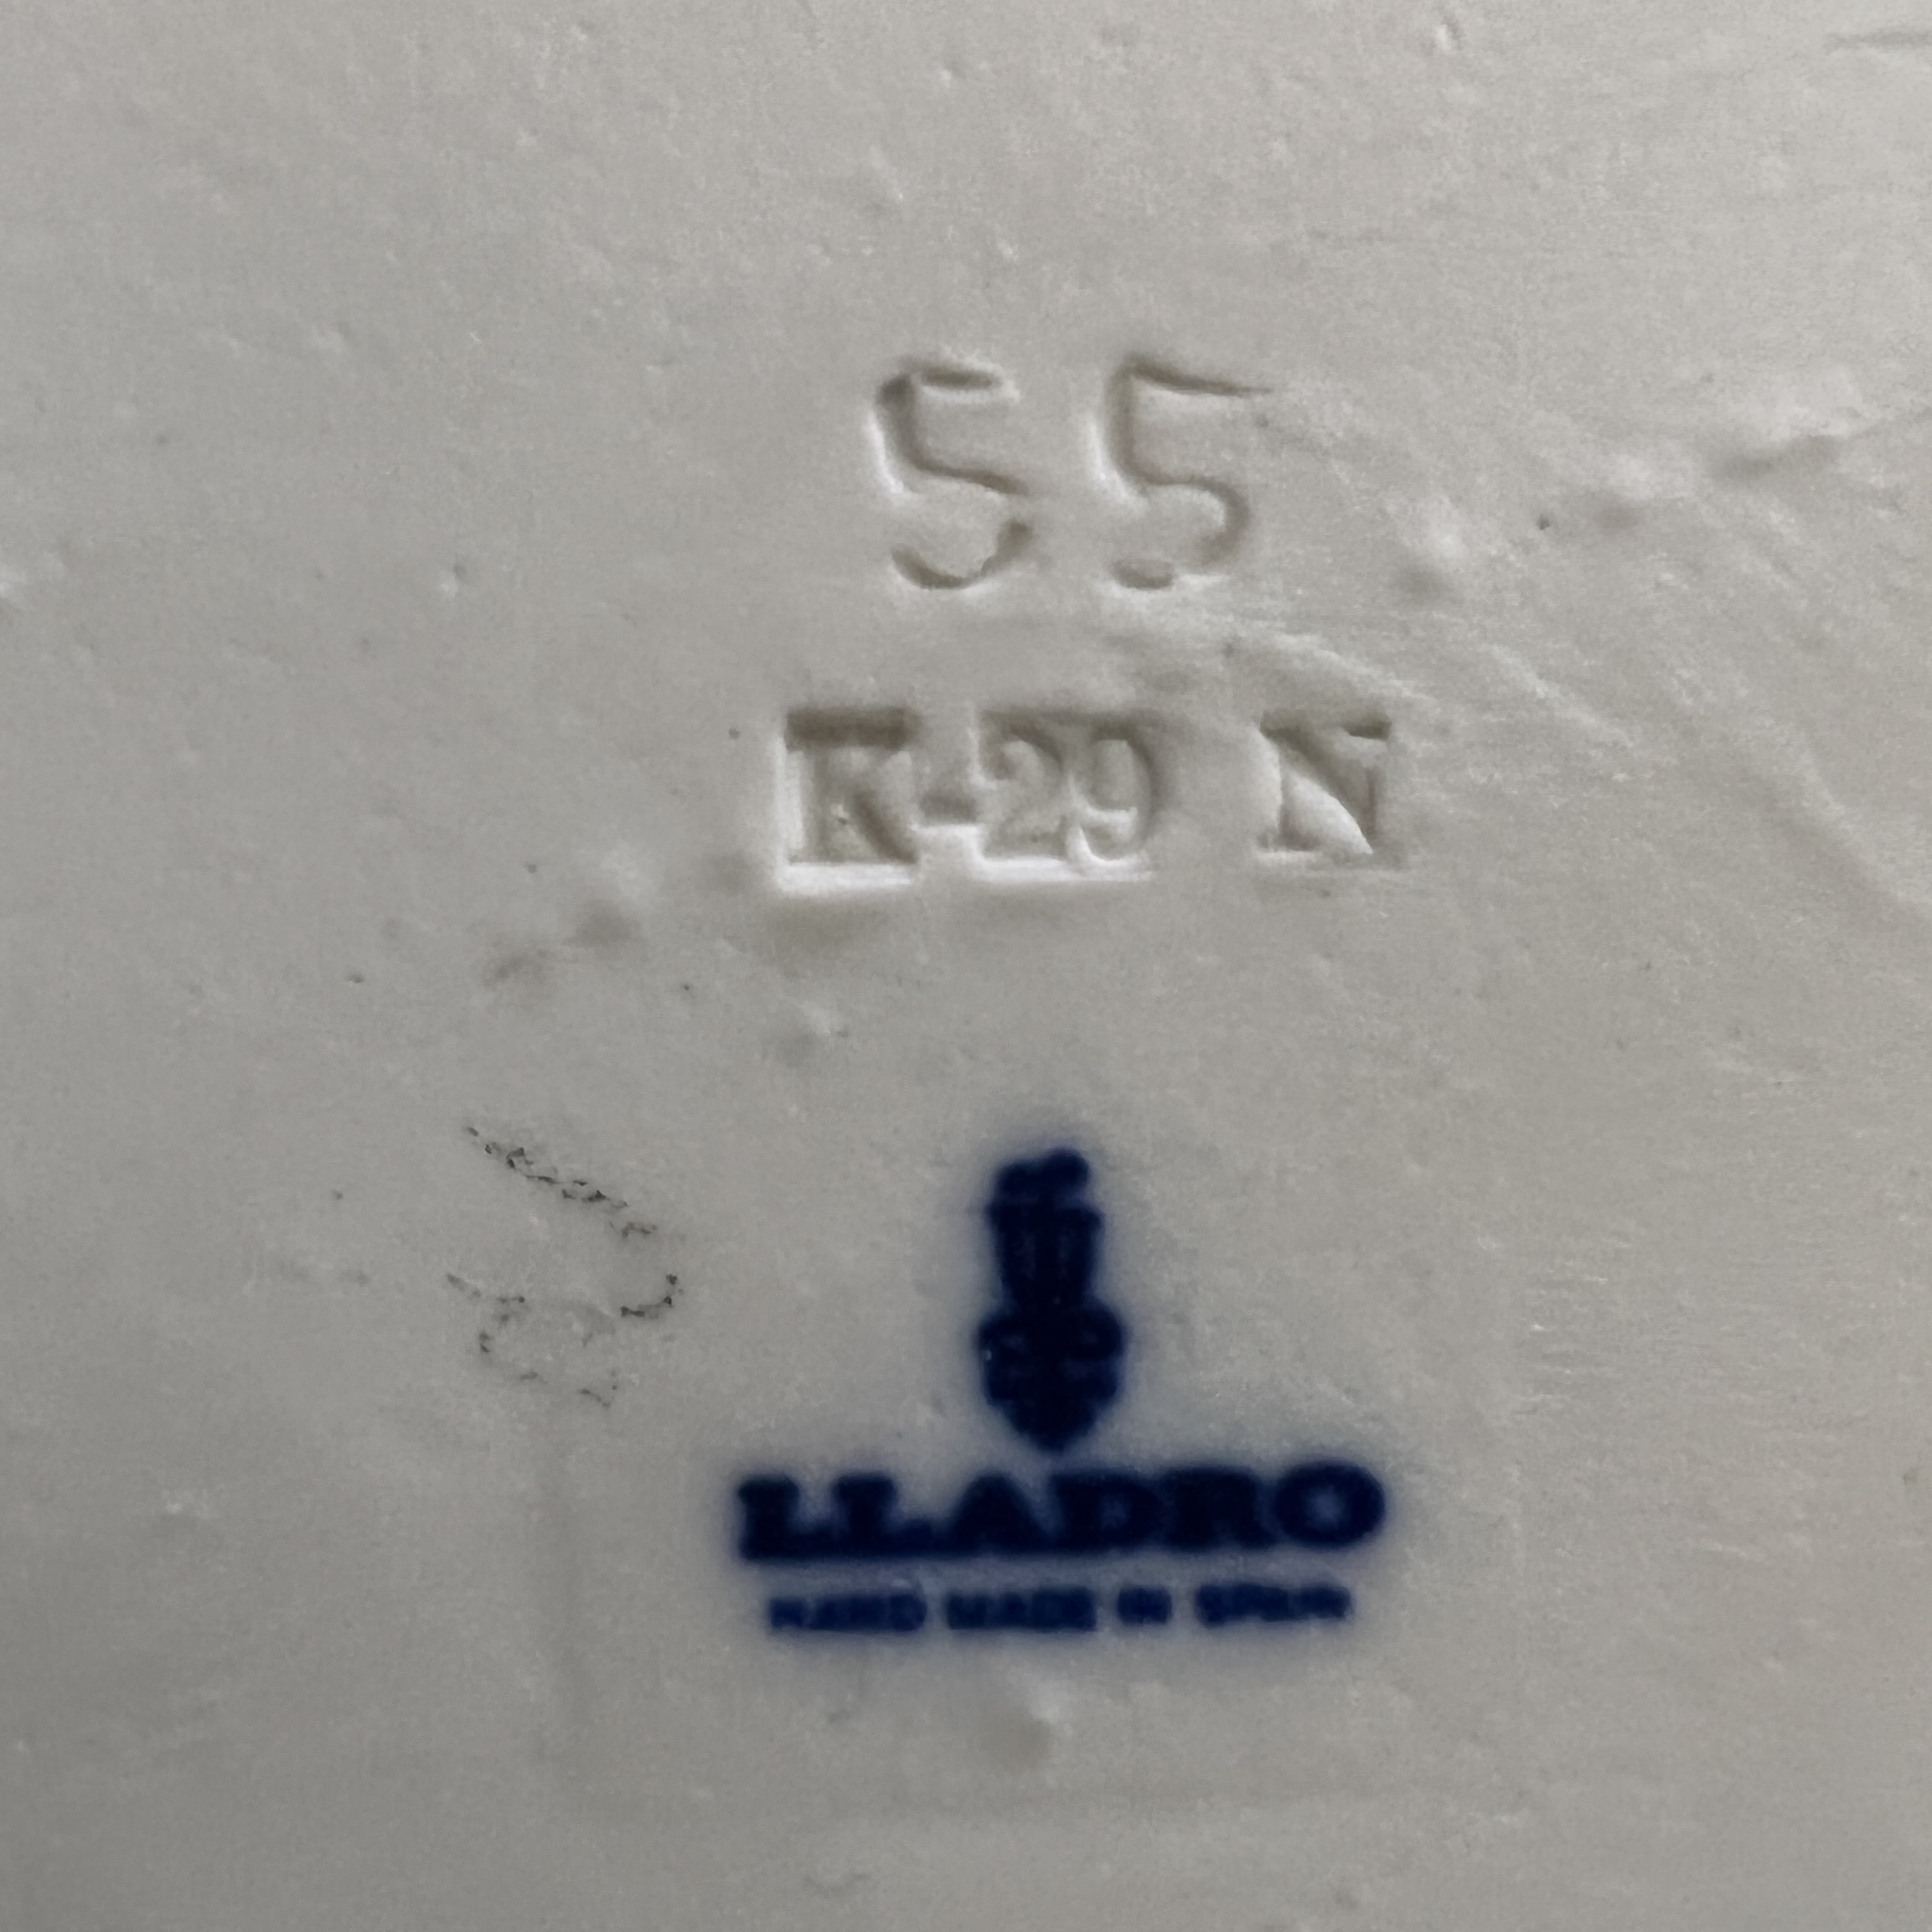 55
K-29 N
LLADRO
HAND MADE IN SPAIN